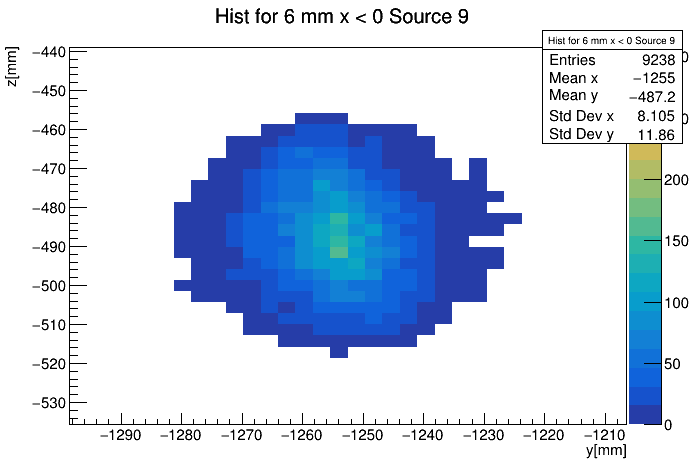 Hist for 6 mm x < 0 Source 9
z[mm]
−440
−450
−460
−470
−480
−490
−500
−510
−520
−530
−1290
−1280
−1270
−1260
−1250
−1240
−1230
−1220
−1210
y[mm]
Hist for 6 mm x < 0 Source 9
Entries 9238
Mean x −1255
Mean y −487.2
Std Dev x 8.105
Std Dev y 11.86
0
0
200
150
100
50
0